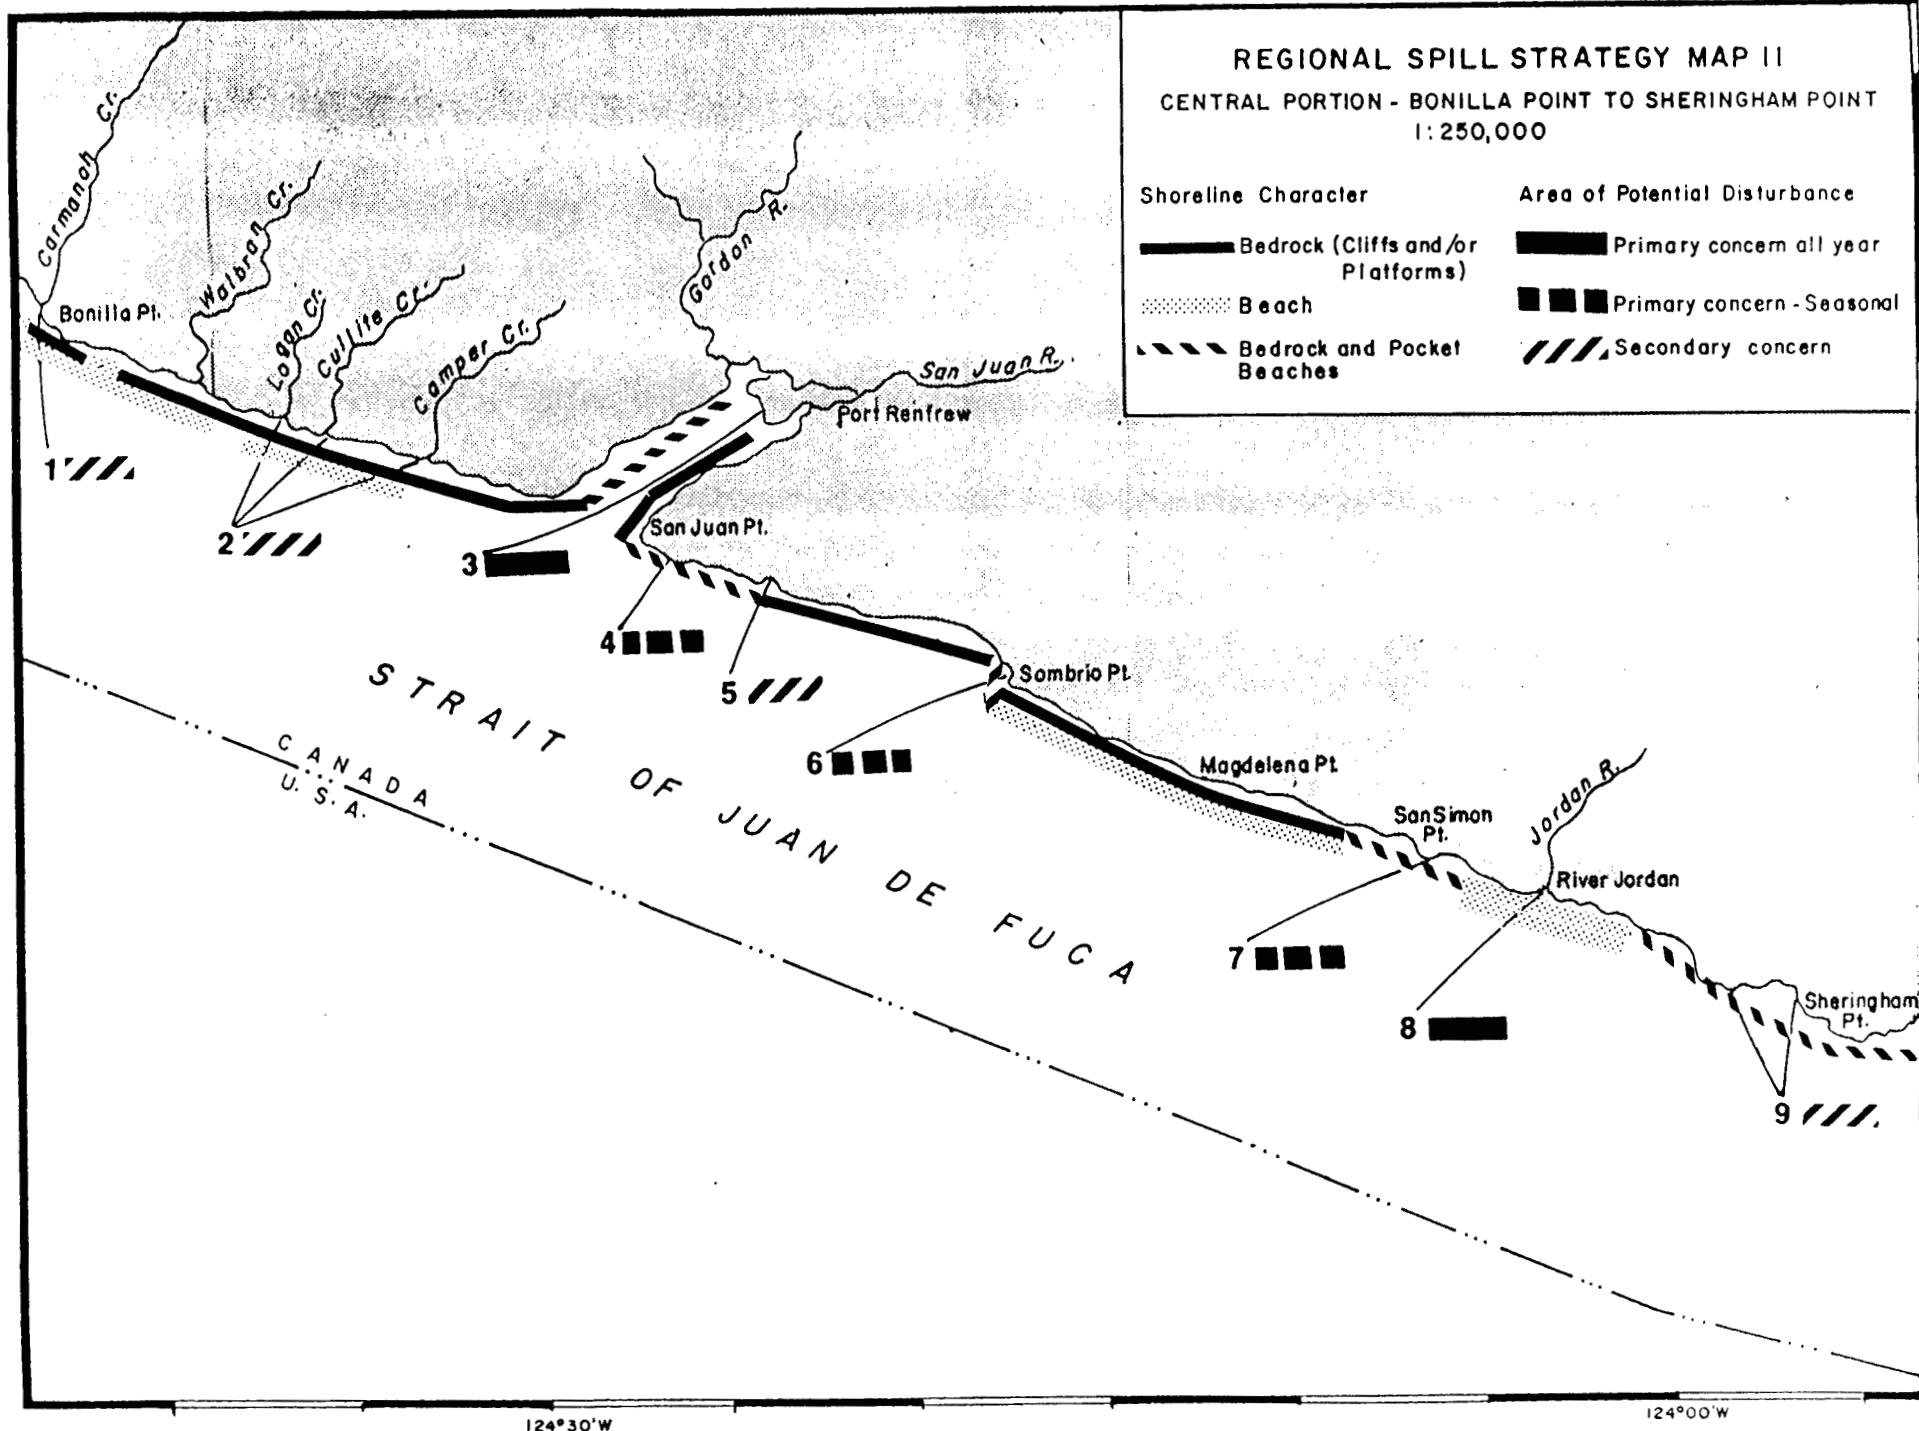 REGIONAL SPILL STRATEGY MAP II
CENTRAL PORTION - BONILLA POINT TO SHERINGHAM POINT
1:250,000
Shoreline Character
Bedrock (Cliffs and/or
Platforms)
Beach
Bedrock and Pocket
Beaches
Area of Potential Disturbance
Primary concern all year
Primary concern - Seasonal
Secondary concern
Carmanah Cr.
Walbran Cr.
Logan Cr.
Cullite Cr.
Camper Cr.
Gordon R.
San Juan R.
Bonilla Pt.
Port Renfrew
San Juan Pt.
1
2
3
4
5
6
7
8
9
Sombrio Pt.
Magdelena Pt.
San Simon
Pt.
Jordan R.
River Jordan
Sheringham
Pt.
STRAIT OF JUAN DE FUCA
CANADA
U.S.A.
124°30'W
124°00'W